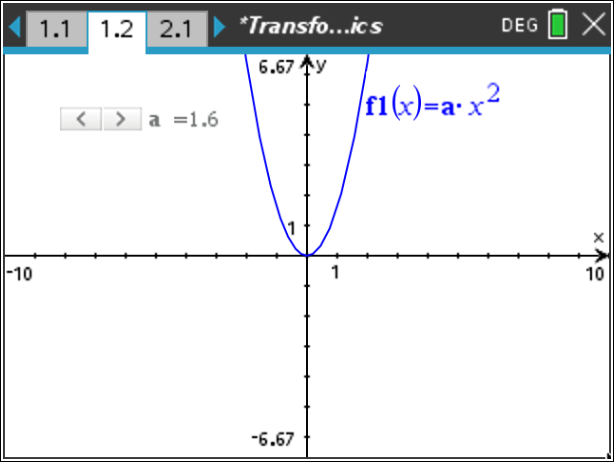 1.1 1.2 2.1 *Transfo...ics DEG
6.67 y
f1(x)=a·x²
< > a =1.6
1
x
-10 1 10
-6.67